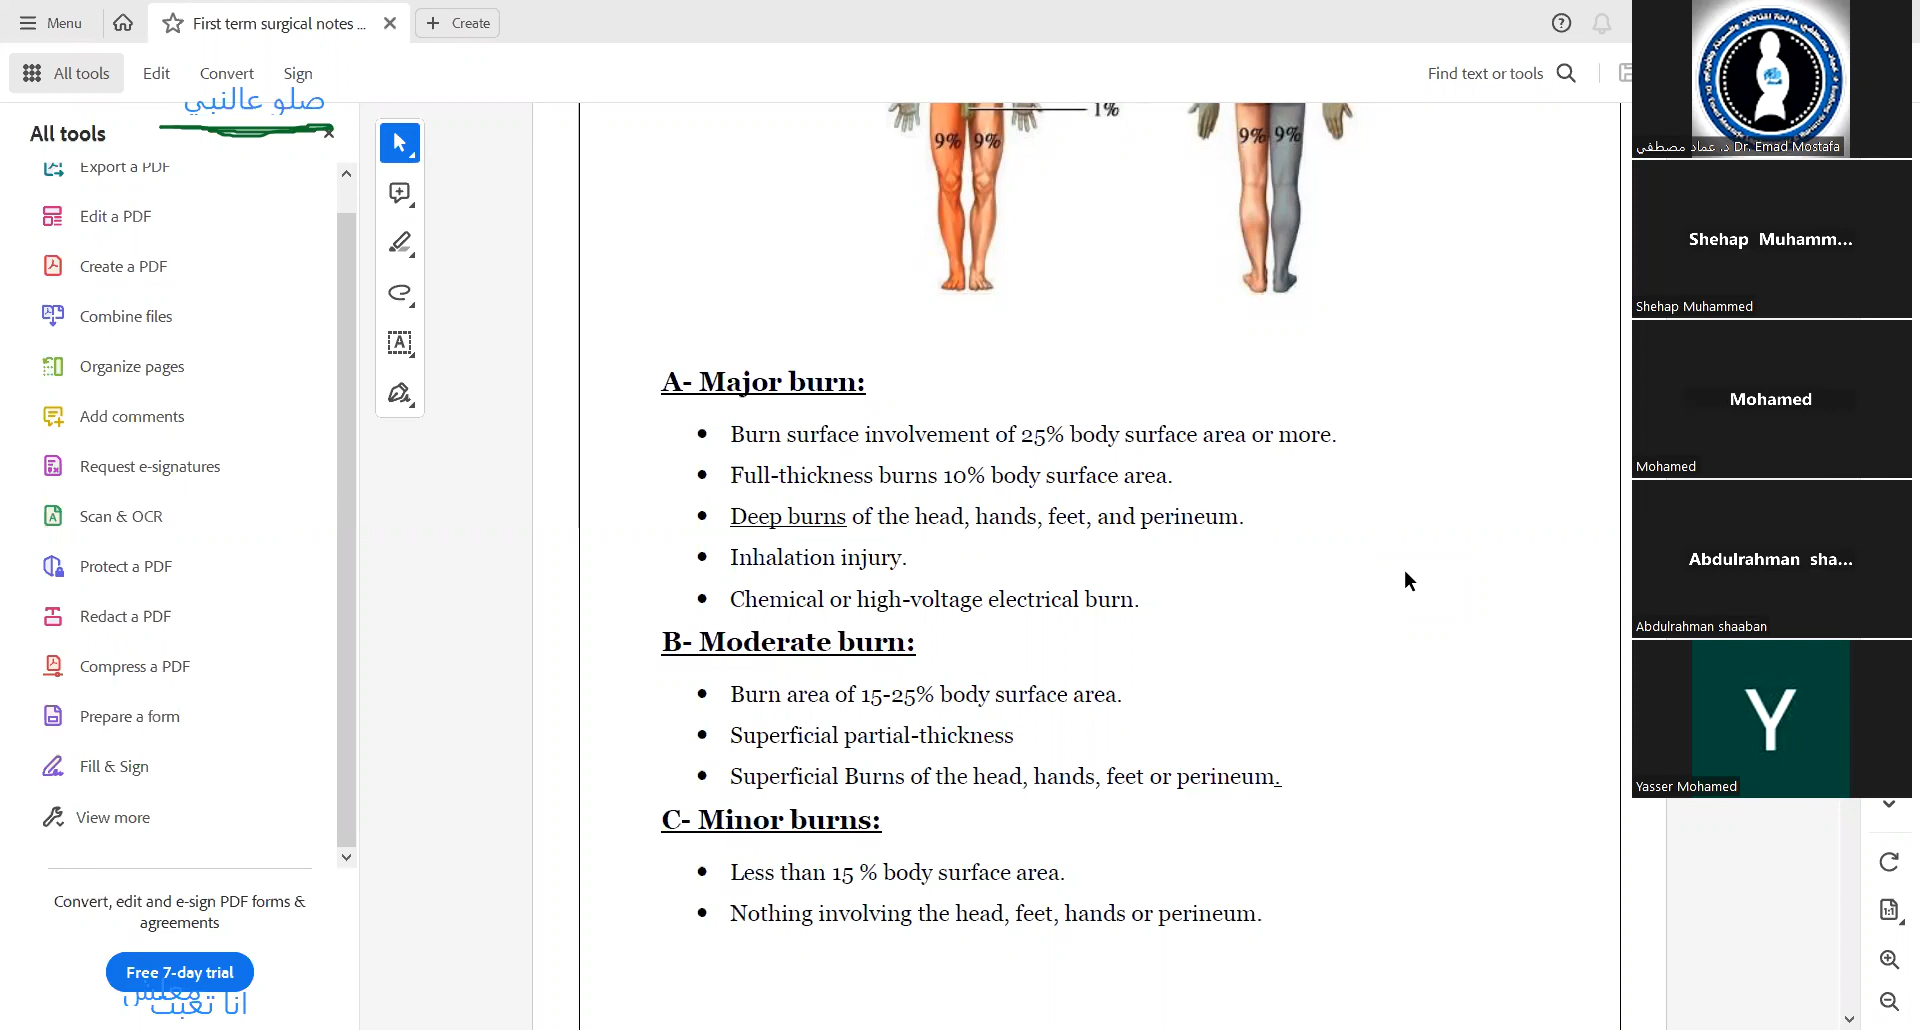 Menu
First term surgical notes ...
Create
All tools
Edit
Convert
Sign
Find text or tools
صلو عالنبي
All tools
Export a PDF
Edit a PDF
Create a PDF
Combine files
Organize pages
Add comments
Request e-signatures
Scan & OCR
Protect a PDF
Redact a PDF
Compress a PDF
Prepare a form
Fill & Sign
View more
Convert, edit and e-sign PDF forms &
agreements
Free 7-day trial
معلش
انا تعبت
1%
9% 9%
9% 9%
A- Major burn:
• Burn surface involvement of 25% body surface area or more.
• Full-thickness burns 10% body surface area.
• Deep burns of the head, hands, feet, and perineum.
• Inhalation injury.
• Chemical or high-voltage electrical burn.
B- Moderate burn:
• Burn area of 15-25% body surface area.
• Superficial partial-thickness
• Superficial Burns of the head, hands, feet or perineum.
C- Minor burns:
• Less than 15 % body surface area.
• Nothing involving the head, feet, hands or perineum.
د. عماد مصطفي Dr. Emad Mostafa
Shehap Muhamm...
Shehap Muhammed
Mohamed
Mohamed
Abdulrahman sha...
Abdulrahman shaaban
Y
Yasser Mohamed